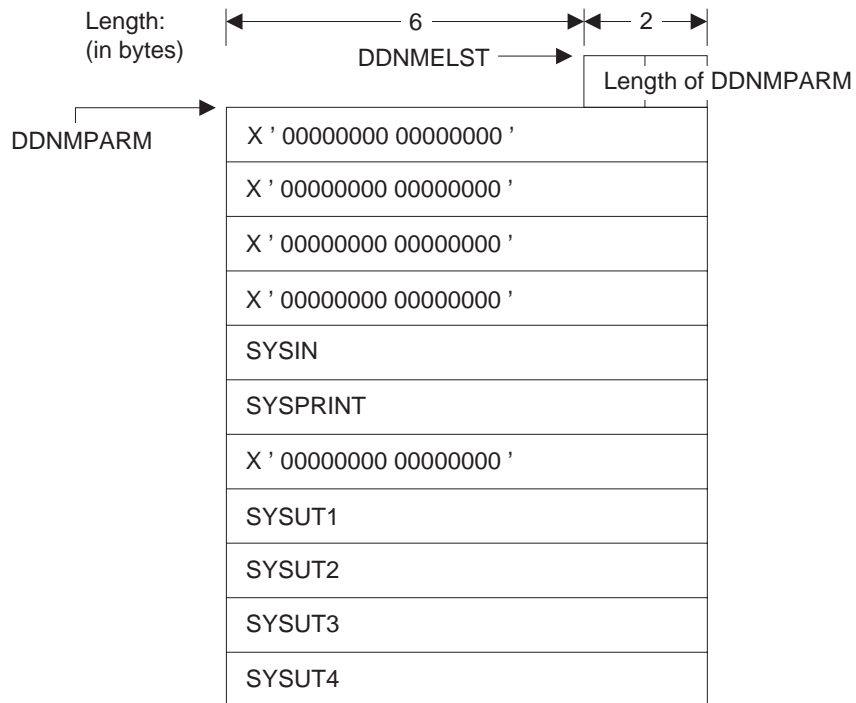 Length:
(in bytes)
6
2
DDNMELST
Length of DDNMPARM
DDNMPARM
X ' 00000000 00000000 '
X ' 00000000 00000000 '
X ' 00000000 00000000 '
X ' 00000000 00000000 '
SYSIN
SYSPRINT
X ' 00000000 00000000 '
SYSUT1
SYSUT2
SYSUT3
SYSUT4